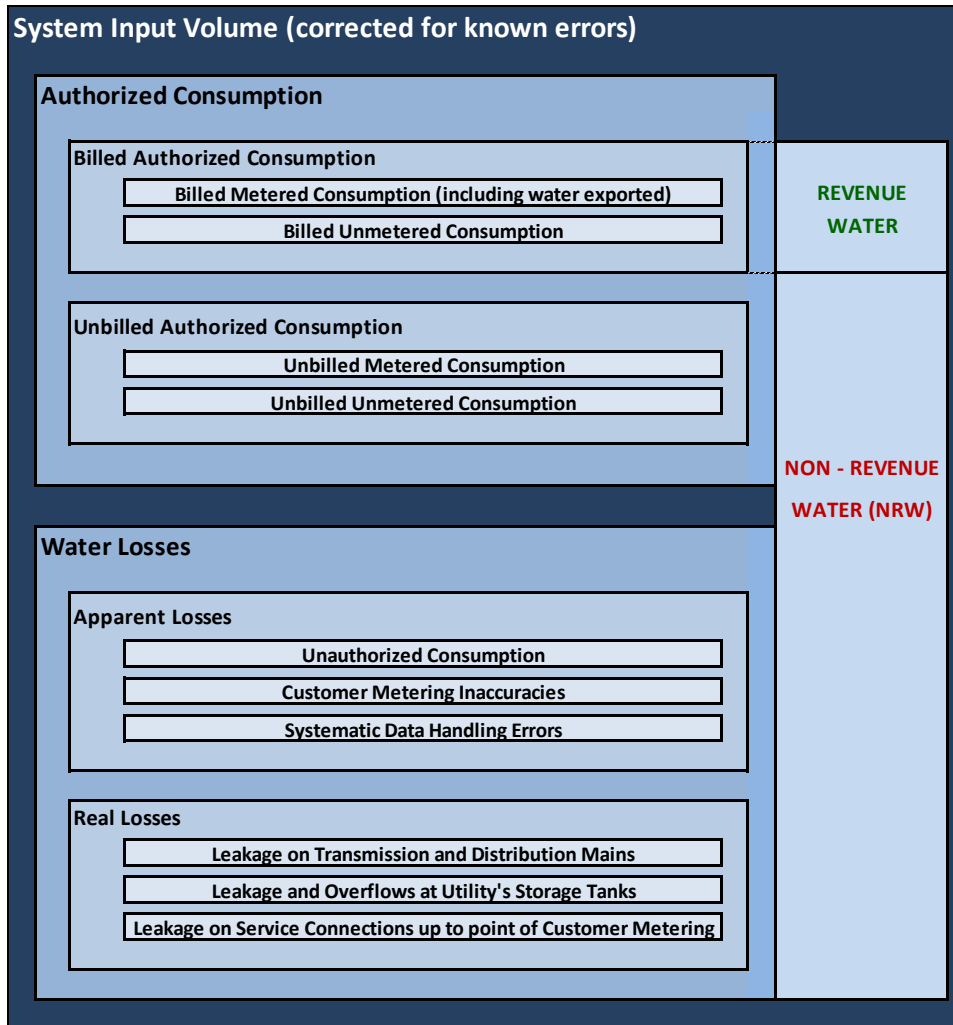 System Input Volume (corrected for known errors)
Authorized Consumption
Billed Authorized Consumption
Billed Metered Consumption (including water exported)
Billed Unmetered Consumption
REVENUE
WATER
Unbilled Authorized Consumption
Unbilled Metered Consumption
Unbilled Unmetered Consumption
NON - REVENUE
WATER (NRW)
Water Losses
Apparent Losses
Unauthorized Consumption
Customer Metering Inaccuracies
Systematic Data Handling Errors
Real Losses
Leakage on Transmission and Distribution Mains
Leakage and Overflows at Utility's Storage Tanks
Leakage on Service Connections up to point of Customer Metering